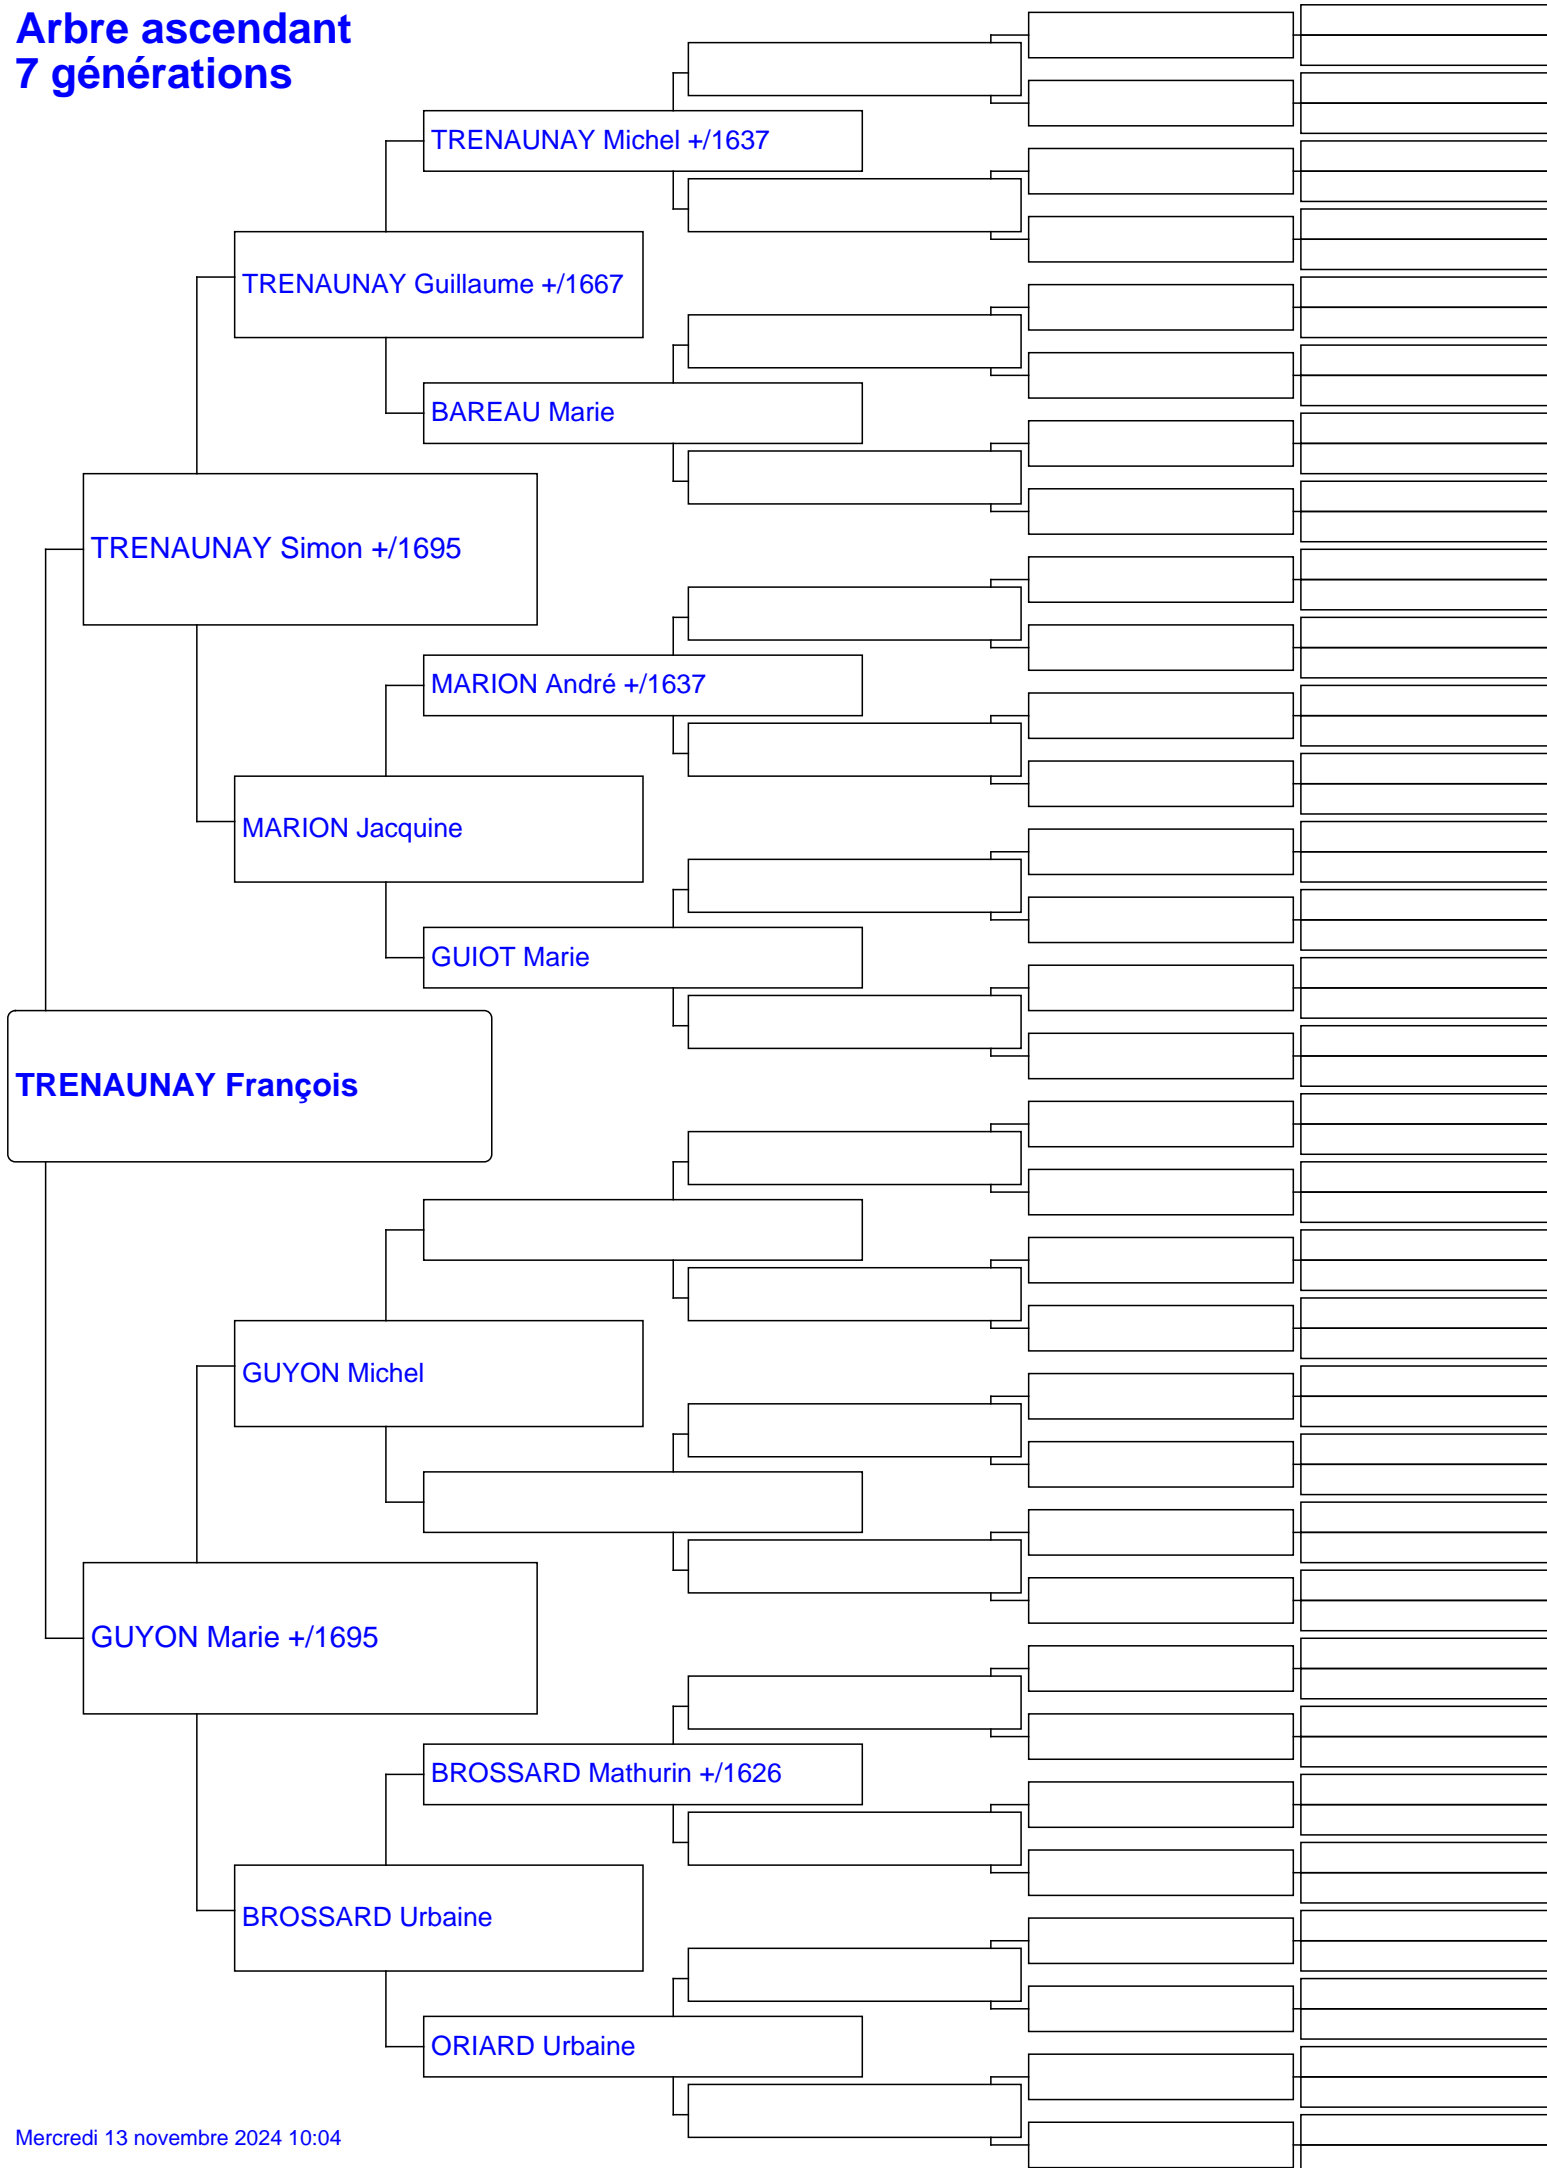 Arbre ascendant
7 générations
TRENAUNAY Michel +/1637
TRENAUNAY Guillaume +/1667
BAREAU Marie
TRENAUNAY Simon +/1695
MARION André +/1637
MARION Jacquine
GUIOT Marie
TRENAUNAY François
GUYON Michel
GUYON Marie +/1695
BROSSARD Mathurin +/1626
BROSSARD Urbaine
ORIARD Urbaine
Mercredi 13 novembre 2024 10:04